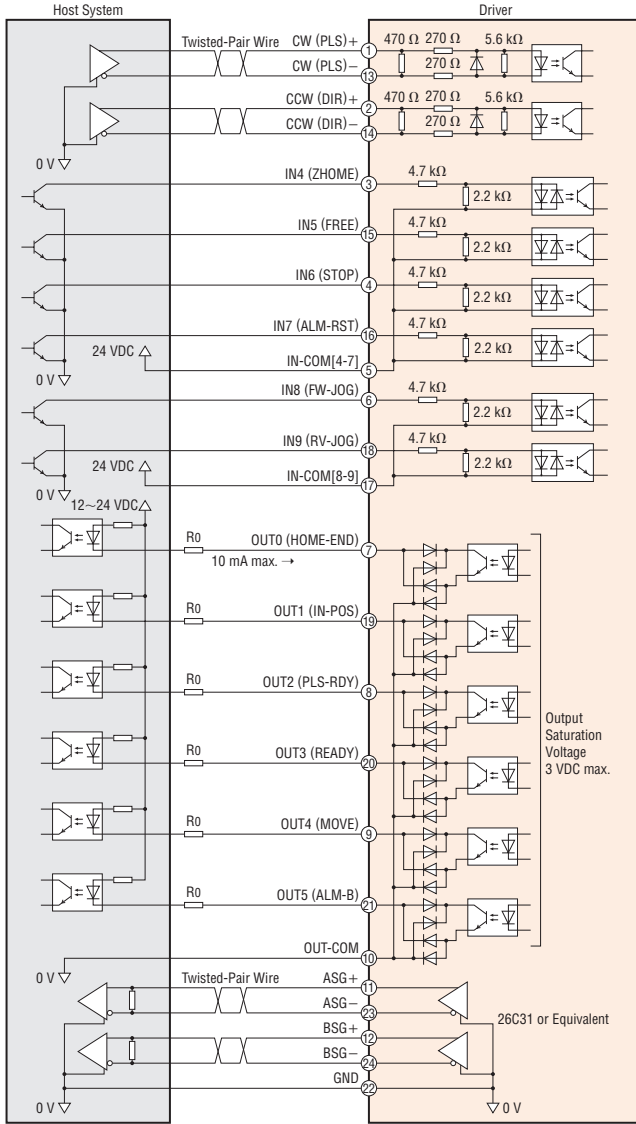 Host System Driver
Twisted-Pair Wire CW (PLS)+ 1 470 Ω 270 Ω 5.6 kΩ
CW (PLS)− 13 270 Ω
CCW (DIR)+ 2 470 Ω 270 Ω 5.6 kΩ
CCW (DIR)− 14 270 Ω
0 V
IN4 (ZHOME) 3 4.7 kΩ
2.2 kΩ
IN5 (FREE) 15 4.7 kΩ
2.2 kΩ
IN6 (STOP) 4 4.7 kΩ
2.2 kΩ
IN7 (ALM-RST) 16 4.7 kΩ
24 VDC 2.2 kΩ
IN-COM[4-7] 5
0 V
IN8 (FW-JOG) 6 4.7 kΩ
2.2 kΩ
IN9 (RV-JOG) 18 4.7 kΩ
24 VDC 2.2 kΩ
IN-COM[8-9] 17
0 V
12~24 VDC
R0 OUT0 (HOME-END) 7
10 mA max. →
R0 OUT1 (IN-POS) 19
R0 OUT2 (PLS-RDY) 8
Output
Saturation
Voltage
3 VDC max.
R0 OUT3 (READY) 20
R0 OUT4 (MOVE) 9
R0 OUT5 (ALM-B) 21
OUT-COM 10
0 V
Twisted-Pair Wire ASG+ 11
ASG− 23
26C31 or Equivalent
BSG+ 12
BSG− 24
GND 22
0 V 0 V